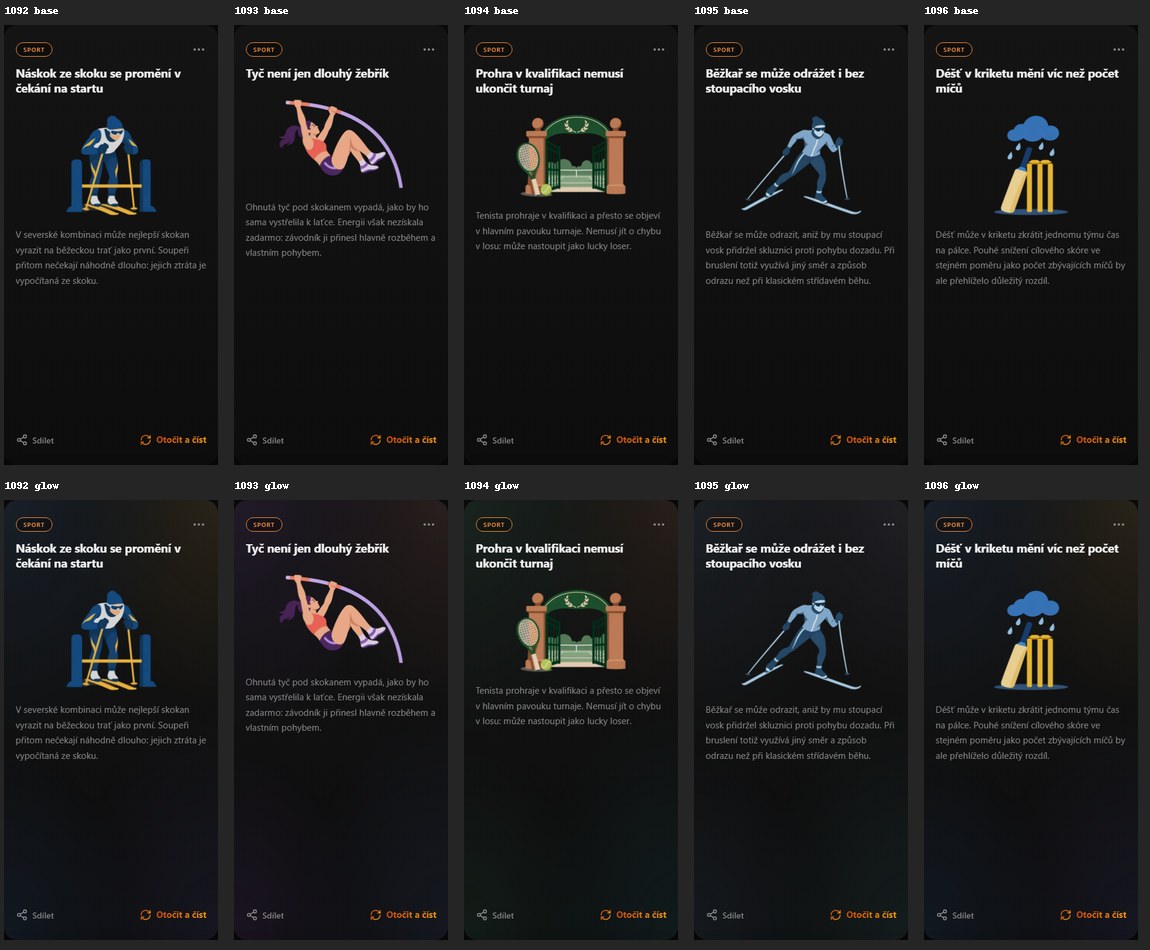 1092 base
SPORT
Náskok ze skoku se promění v
čekání na startu
V severské kombinaci může nejlepší skokan
vyrazit na běžeckou trať jako první. Soupeři
přitom nečekají náhodně dlouho: jejich ztráta je
vypočítaná ze skoku.
Sdílet
Otočit a číst
1093 base
SPORT
Tyč není jen dlouhý žebřík
Ohnutá tyč pod skokanem vypadá, jako by ho
sama vystřelila k laťce. Energii však nezískala
zadarmo: závodník ji přinesl hlavně rozběhem a
vlastním pohybem.
Sdílet
Otočit a číst
1094 base
SPORT
Prohra v kvalifikaci nemusí
ukončit turnaj
Tenista prohraje v kvalifikaci a přesto se objeví
v hlavním pavouku turnaje. Nemusí jít o chybu
v losu: může nastoupit jako lucky loser.
Sdílet
Otočit a číst
1095 base
SPORT
Běžkař se může odrážet i bez
stoupacího vosku
Běžkař se může odrazit, aniž by mu stoupací
vosk přidržel skluznici proti pohybu dozadu. Při
bruslení totiž využívá jiný směr a způsob
odrazu než při klasickém střídavém běhu.
Sdílet
Otočit a číst
1096 base
SPORT
Déšť v kriketu mění víc než počet
míčů
Déšť může v kriketu zkrátit jednomu týmu čas
na pálce. Pouhé snížení cílového skóre ve
stejném poměru jako počet zbývajících míčů by
ale přehlíželo důležitý rozdíl.
Sdílet
Otočit a číst
1092 glow
SPORT
Náskok ze skoku se promění v
čekání na startu
V severské kombinaci může nejlepší skokan
vyrazit na běžeckou trať jako první. Soupeři
přitom nečekají náhodně dlouho: jejich ztráta je
vypočítaná ze skoku.
Sdílet
Otočit a číst
1093 glow
SPORT
Tyč není jen dlouhý žebřík
Ohnutá tyč pod skokanem vypadá, jako by ho
sama vystřelila k laťce. Energii však nezískala
zadarmo: závodník ji přinesl hlavně rozběhem a
vlastním pohybem.
Sdílet
Otočit a číst
1094 glow
SPORT
Prohra v kvalifikaci nemusí
ukončit turnaj
Tenista prohraje v kvalifikaci a přesto se objeví
v hlavním pavouku turnaje. Nemusí jít o chybu
v losu: může nastoupit jako lucky loser.
Sdílet
Otočit a číst
1095 glow
SPORT
Běžkař se může odrážet i bez
stoupacího vosku
Běžkař se může odrazit, aniž by mu stoupací
vosk přidržel skluznici proti pohybu dozadu. Při
bruslení totiž využívá jiný směr a způsob
odrazu než při klasickém střídavém běhu.
Sdílet
Otočit a číst
1096 glow
SPORT
Déšť v kriketu mění víc než počet
míčů
Déšť může v kriketu zkrátit jednomu týmu čas
na pálce. Pouhé snížení cílového skóre ve
stejném poměru jako počet zbývajících míčů by
ale přehlíželo důležitý rozdíl.
Sdílet
Otočit a číst